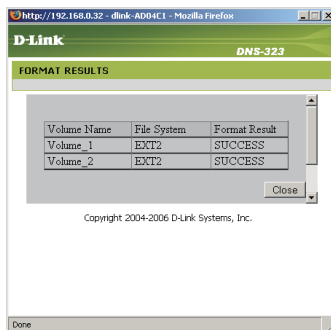 http://192.168.0.32 - dlink-AD04C1 - Mozilla Firefox
D-Link
DNS-323
FORMAT RESULTS
Volume Name File System Format Result
Volume_1 EXT2 SUCCESS
Volume_2 EXT2 SUCCESS
Close
Copyright 2004-2006 D-Link Systems, Inc.
Done